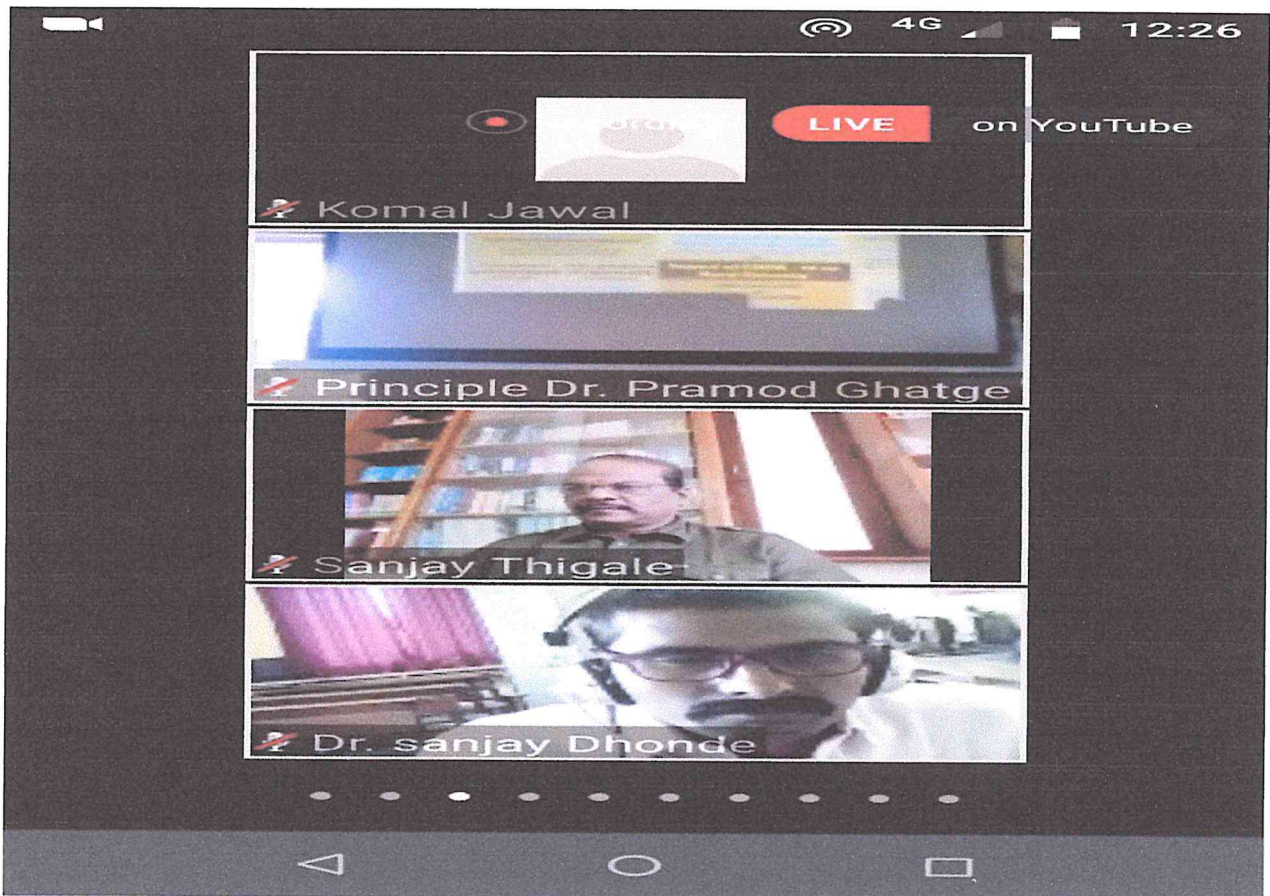 4G 12:26
LIVE on YouTube
Komal Jawal
Principle Dr. Pramod Ghatge
Sanjay Thigale
Dr. sanjay Dhonde